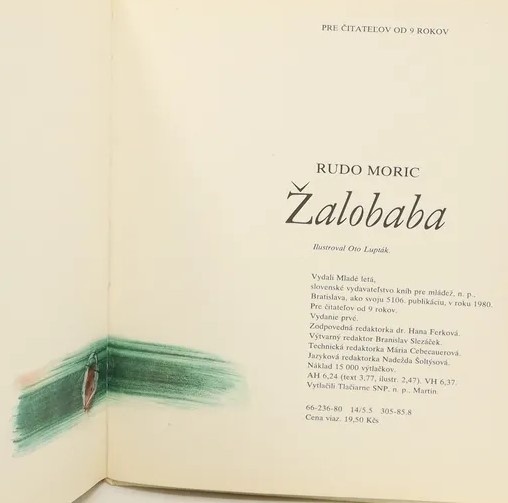 PRE ČITATEĽOV OD 9 ROKOV
RUDO MORIC
Žalobaba
Ilustroval Oto Lupták.
Vydali Mladé letá,
slovenské vydavateľstvo kníh pre mládež, n. p.,
Bratislava, ako svoju 5106. publikáciu, v roku 1980.
Pre čitateľov od 9 rokov.
Vydanie prvé.
Zodpovedná redaktorka dr. Hana Ferková.
Výtvarný redaktor Branislav Slezáček.
Technická redaktorka Mária Cebecauerová.
Jazyková redaktorka Nadežda Šoltýsová.
Náklad 15 000 výtlačkov.
AH 6,24 (text 3,77, ilustr. 2,47). VH 6,37.
Vytlačili Tlačiarne SNP, n. p., Martin
66-236-80 14/5.5 305-85.8
Cena viaz. 19,50 Kčs